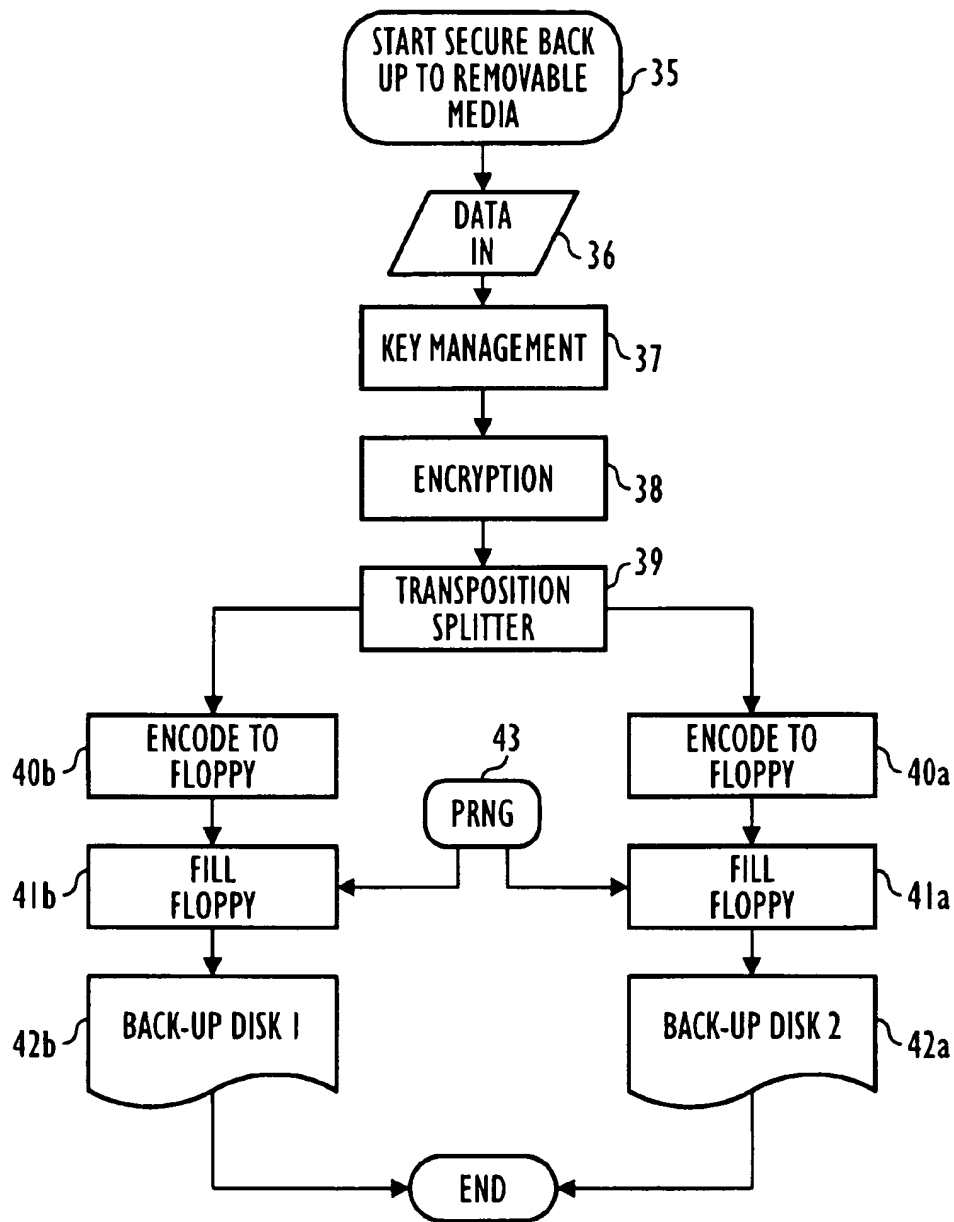 START SECURE BACK
UP TO REMOVABLE
MEDIA
35
DATA
IN
36
KEY MANAGEMENT
37
ENCRYPTION
38
39
TRANSPOSITION
SPLITTER
ENCODE TO
FLOPPY
40b
43
PRNG
ENCODE TO
FLOPPY
40a
FILL
FLOPPY
41b
FILL
FLOPPY
41a
BACK-UP DISK 1
42b
BACK-UP DISK 2
42a
END